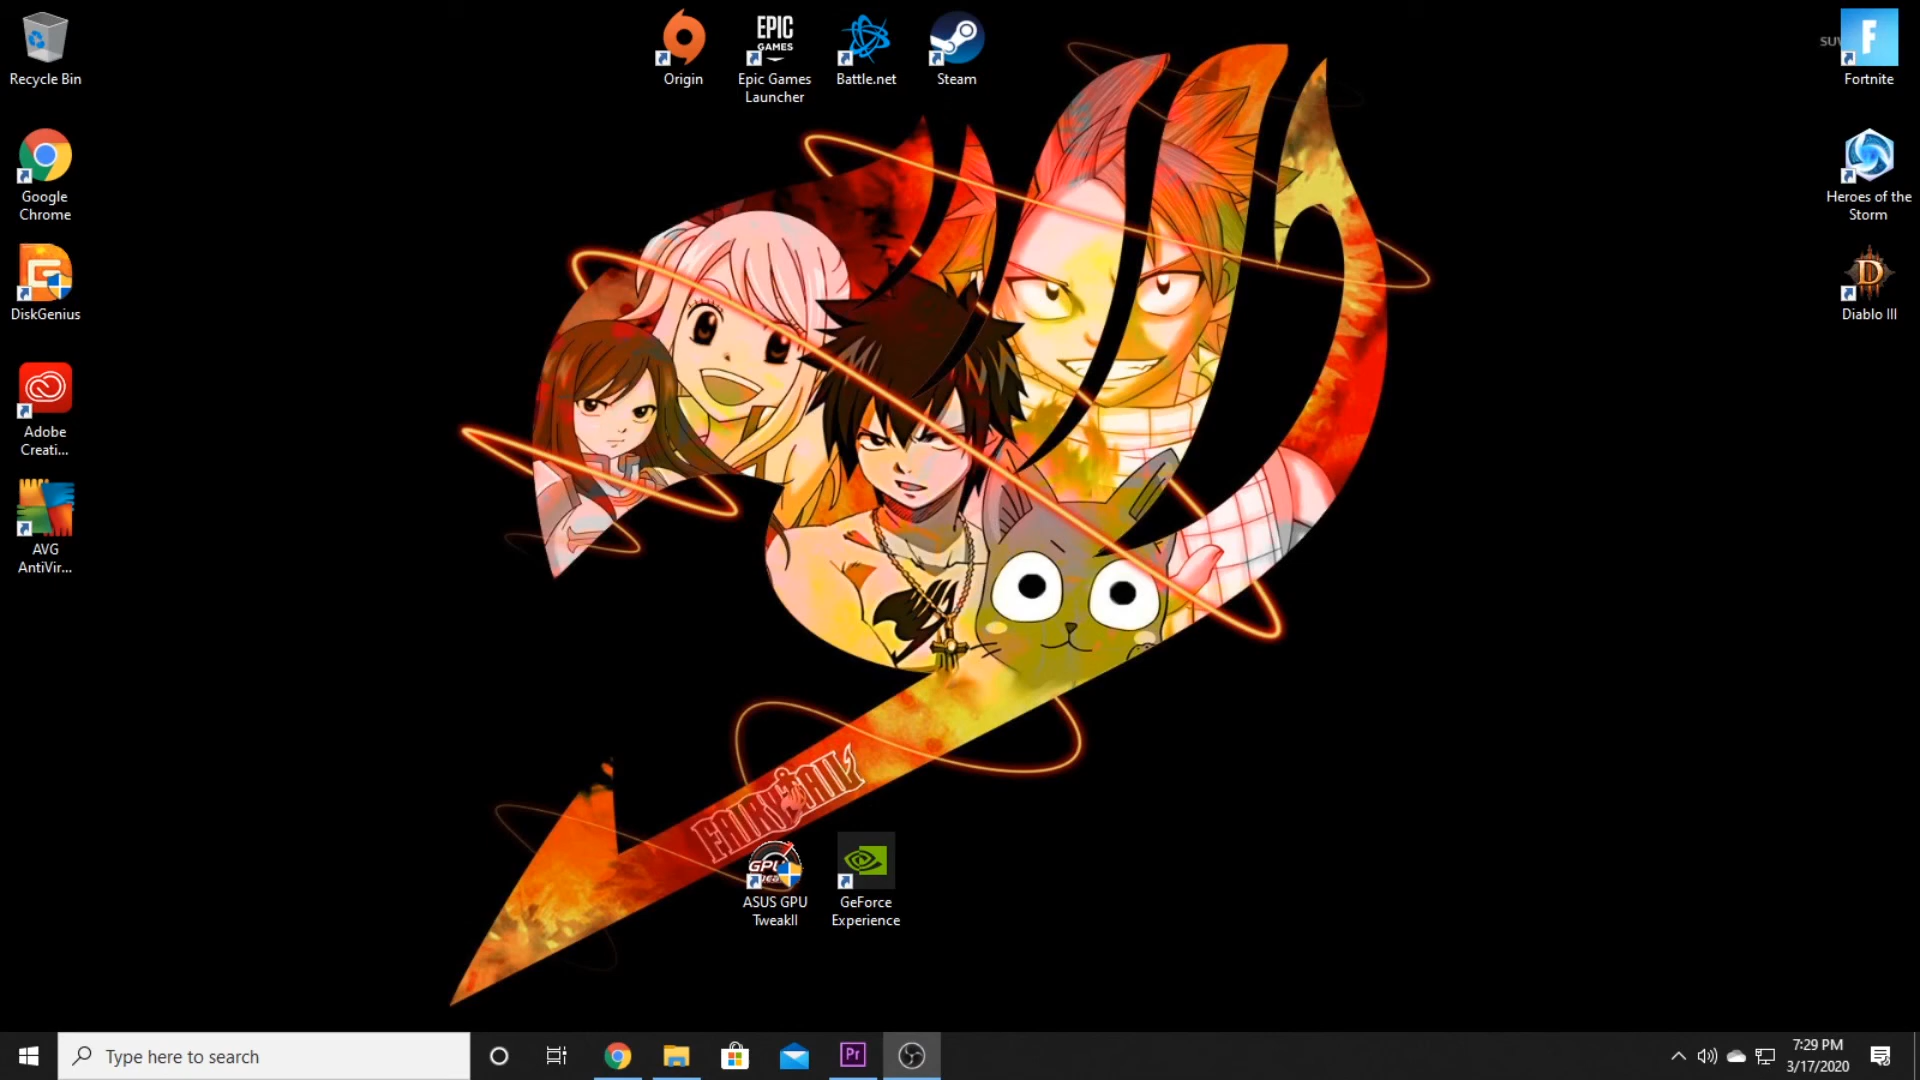 Recycle Bin
Google
Chrome
DiskGenius
Adobe
Creati...
AVG
AntiVir...
Origin
EPIC
GAMES
Epic Games
Launcher
Battle.net
Steam
SUV
F
Fortnite
Heroes of the
Storm
D
Diablo III
FAIRY TAIL
GPU
ASUS GPU
TweakII
GeForce
Experience
Type here to search
Pr
7:29 PM
3/17/2020